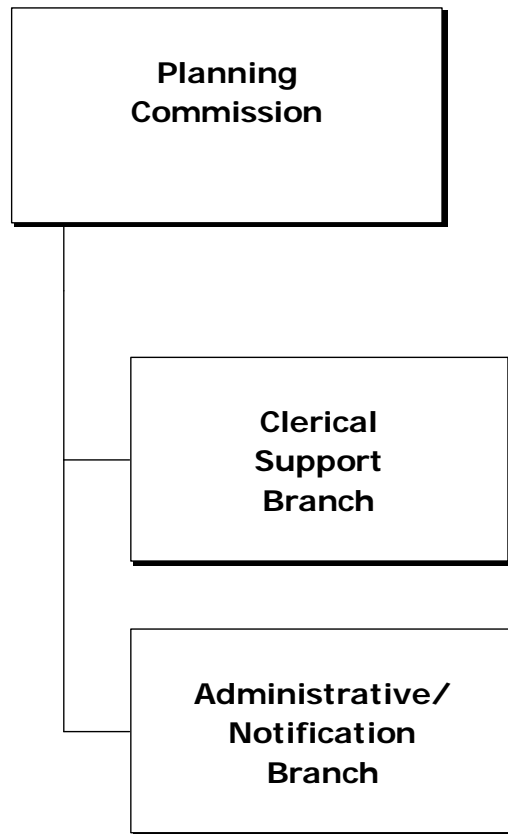 Planning
Commission
Clerical
Support
Branch
Administrative/
Notification
Branch